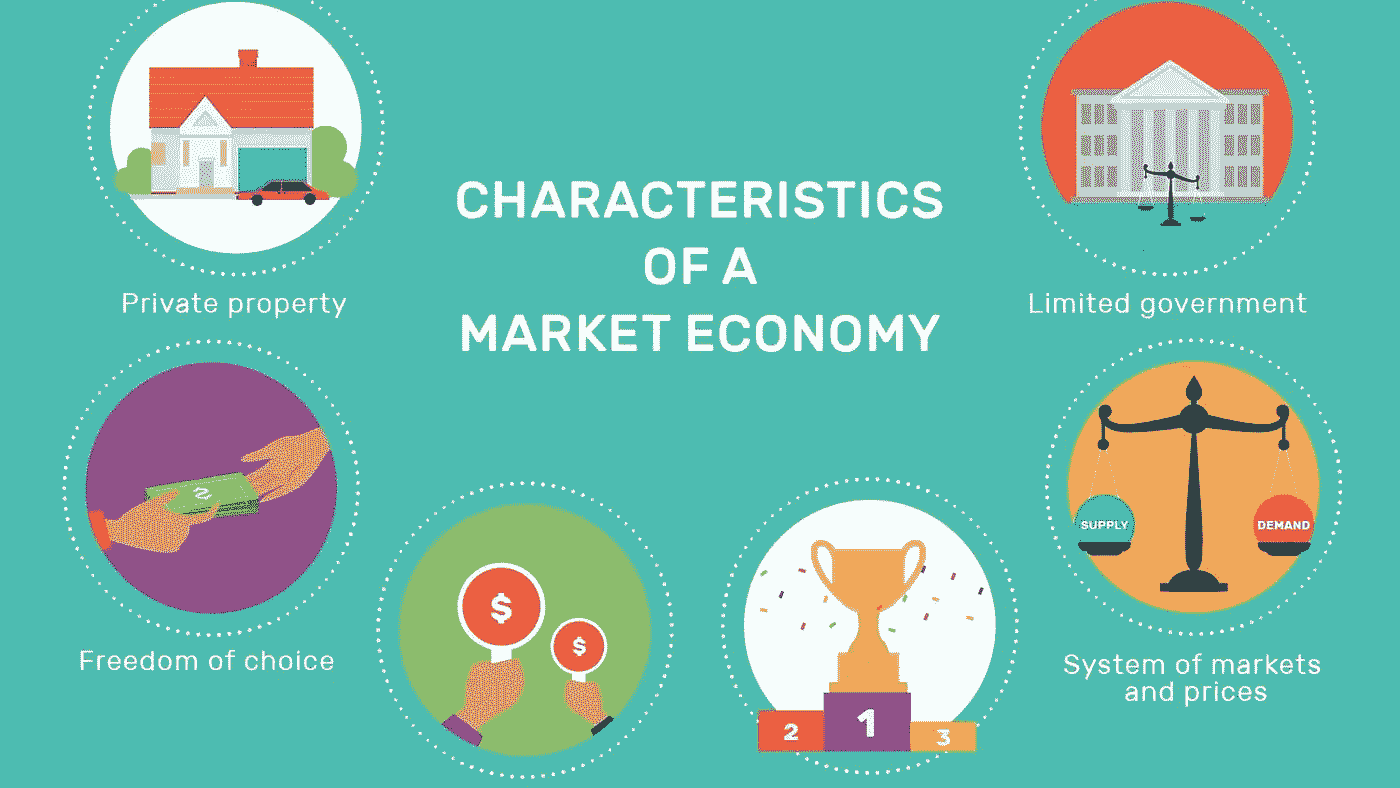 CHARACTERISTICS
OF A
MARKET ECONOMY
Private property
Limited government
Freedom of choice
$
$
$
2
1
3
SUPPLY
DEMAND
System of markets
and prices